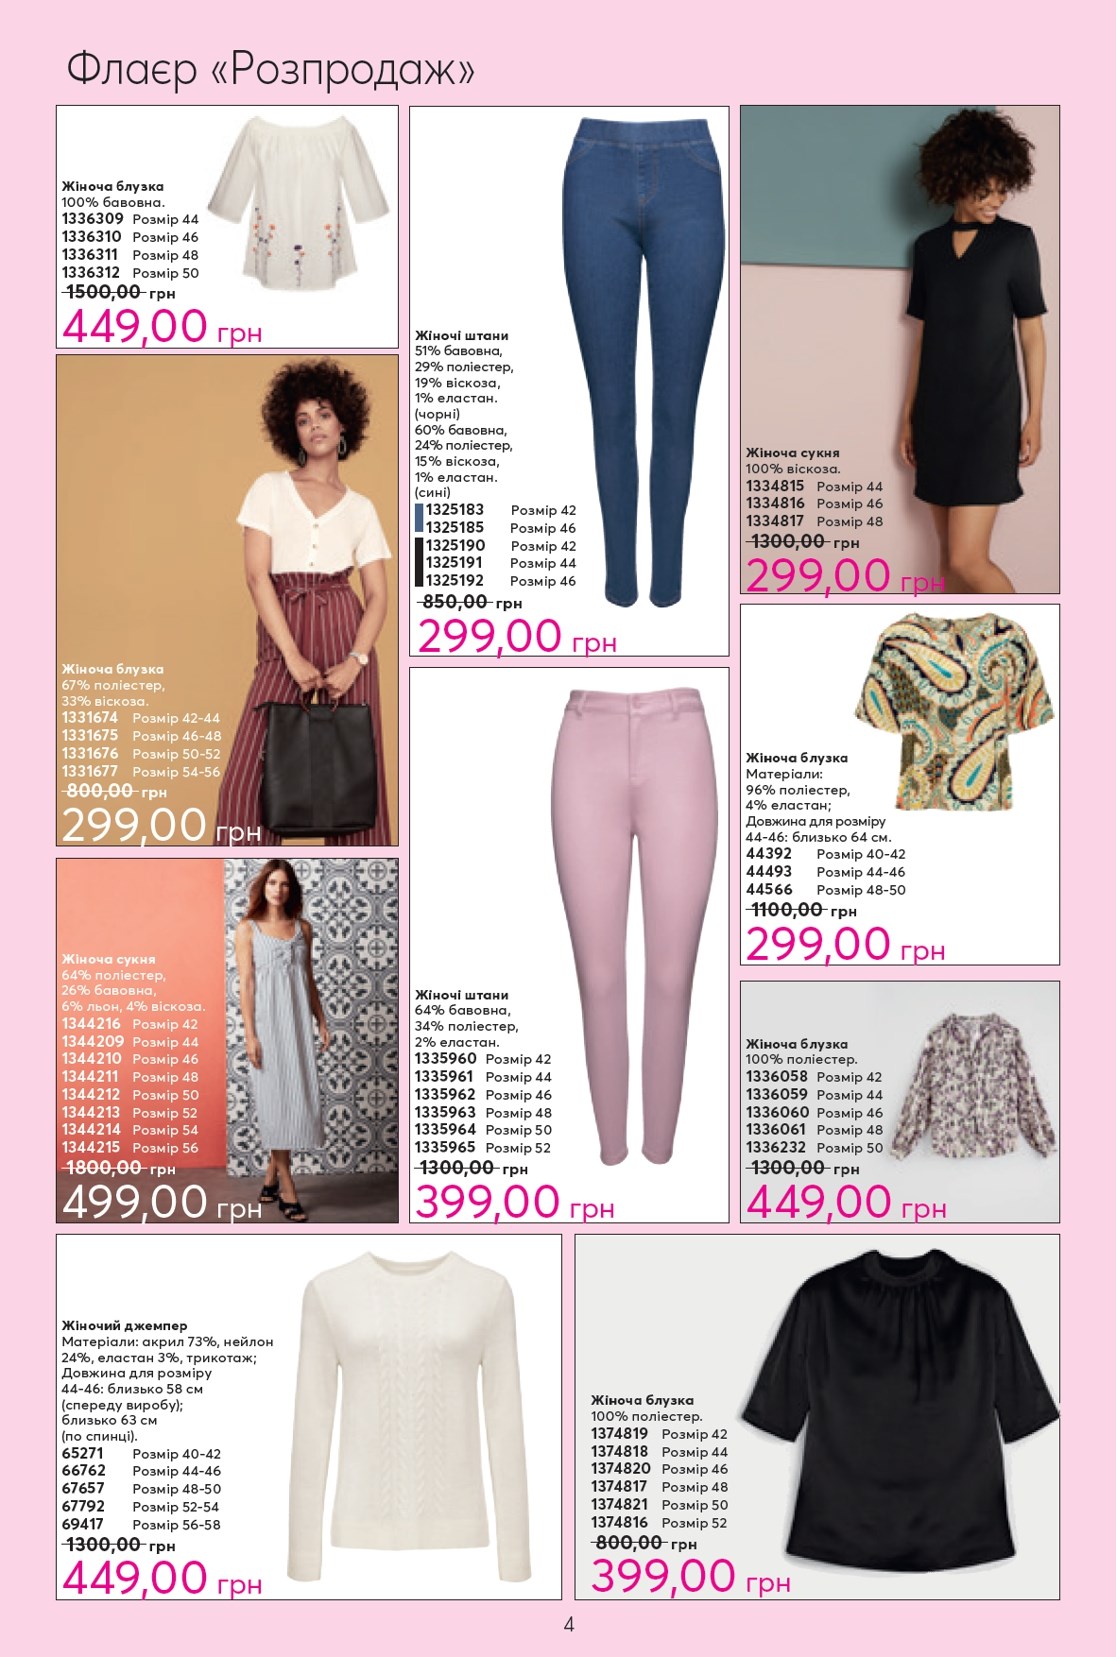 Флаєр «Розпродаж»
Жіноча блузка
100% бавовна.
1336309 Розмір 44
1336310 Розмір 46
1336311 Розмір 48
1336312 Розмір 50
1500,00 грн
449,00 грн
Жіноча блузка
67% поліестер,
33% віскоза.
1331674 Розмір 42-44
1331675 Розмір 46-48
1331676 Розмір 50-52
1331677 Розмір 54-56
800,00 грн
299,00 грн
Жіноча сукня
64% поліестер,
26% бавовна,
6% льон, 4% віскоза.
1344216 Розмір 42
1344209 Розмір 44
1344210 Розмір 46
1344211 Розмір 48
1344212 Розмір 50
1344213 Розмір 52
1344214 Розмір 54
1344215 Розмір 56
1800,00 грн
499,00 грн
Жіночі штани
51% бавовна,
29% поліестер,
19% віскоза,
1% еластан.
(чорні)
60% бавовна,
24% поліестер,
15% віскоза,
1% еластан.
(сині)
1325183 Розмір 42
1325185 Розмір 46
1325190 Розмір 42
1325191 Розмір 44
1325192 Розмір 46
850,00 грн
299,00 грн
Жіночі штани
64% бавовна,
34% поліестер,
2% еластан.
1335960 Розмір 42
1335961 Розмір 44
1335962 Розмір 46
1335963 Розмір 48
1335964 Розмір 50
1335965 Розмір 52
1300,00 грн
399,00 грн
Жіноча сукня
100% віскоза.
1334815 Розмір 44
1334816 Розмір 46
1334817 Розмір 48
1300,00 грн
299,00 грн
Жіноча блузка
Матеріали:
96% поліестер,
4% еластан;
Довжина для розміру
44-46: близько 64 см.
44392 Розмір 40-42
44493 Розмір 44-46
44566 Розмір 48-50
1100,00 грн
299,00 грн
Жіноча блузка
100% поліестер.
1336058 Розмір 42
1336059 Розмір 44
1336060 Розмір 46
1336061 Розмір 48
1336232 Розмір 50
1300,00 грн
449,00 грн
Жіночий джемпер
Матеріали: акрил 73%, нейлон
24%, еластан 3%, трикотаж;
Довжина для розміру
44-46: близько 58 см
(спереду виробу);
близько 63 см
(по спинці).
65271 Розмір 40-42
66762 Розмір 44-46
67657 Розмір 48-50
67792 Розмір 52-54
69417 Розмір 56-58
1300,00 грн
449,00 грн
Жіноча блузка
100% поліестер.
1374819 Розмір 42
1374818 Розмір 44
1374820 Розмір 46
1374817 Розмір 48
1374821 Розмір 50
1374816 Розмір 52
800,00 грн
399,00 грн
4